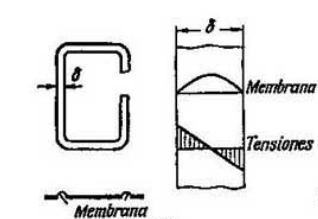 δ
δ
Membrana
Tensiones
Membrana